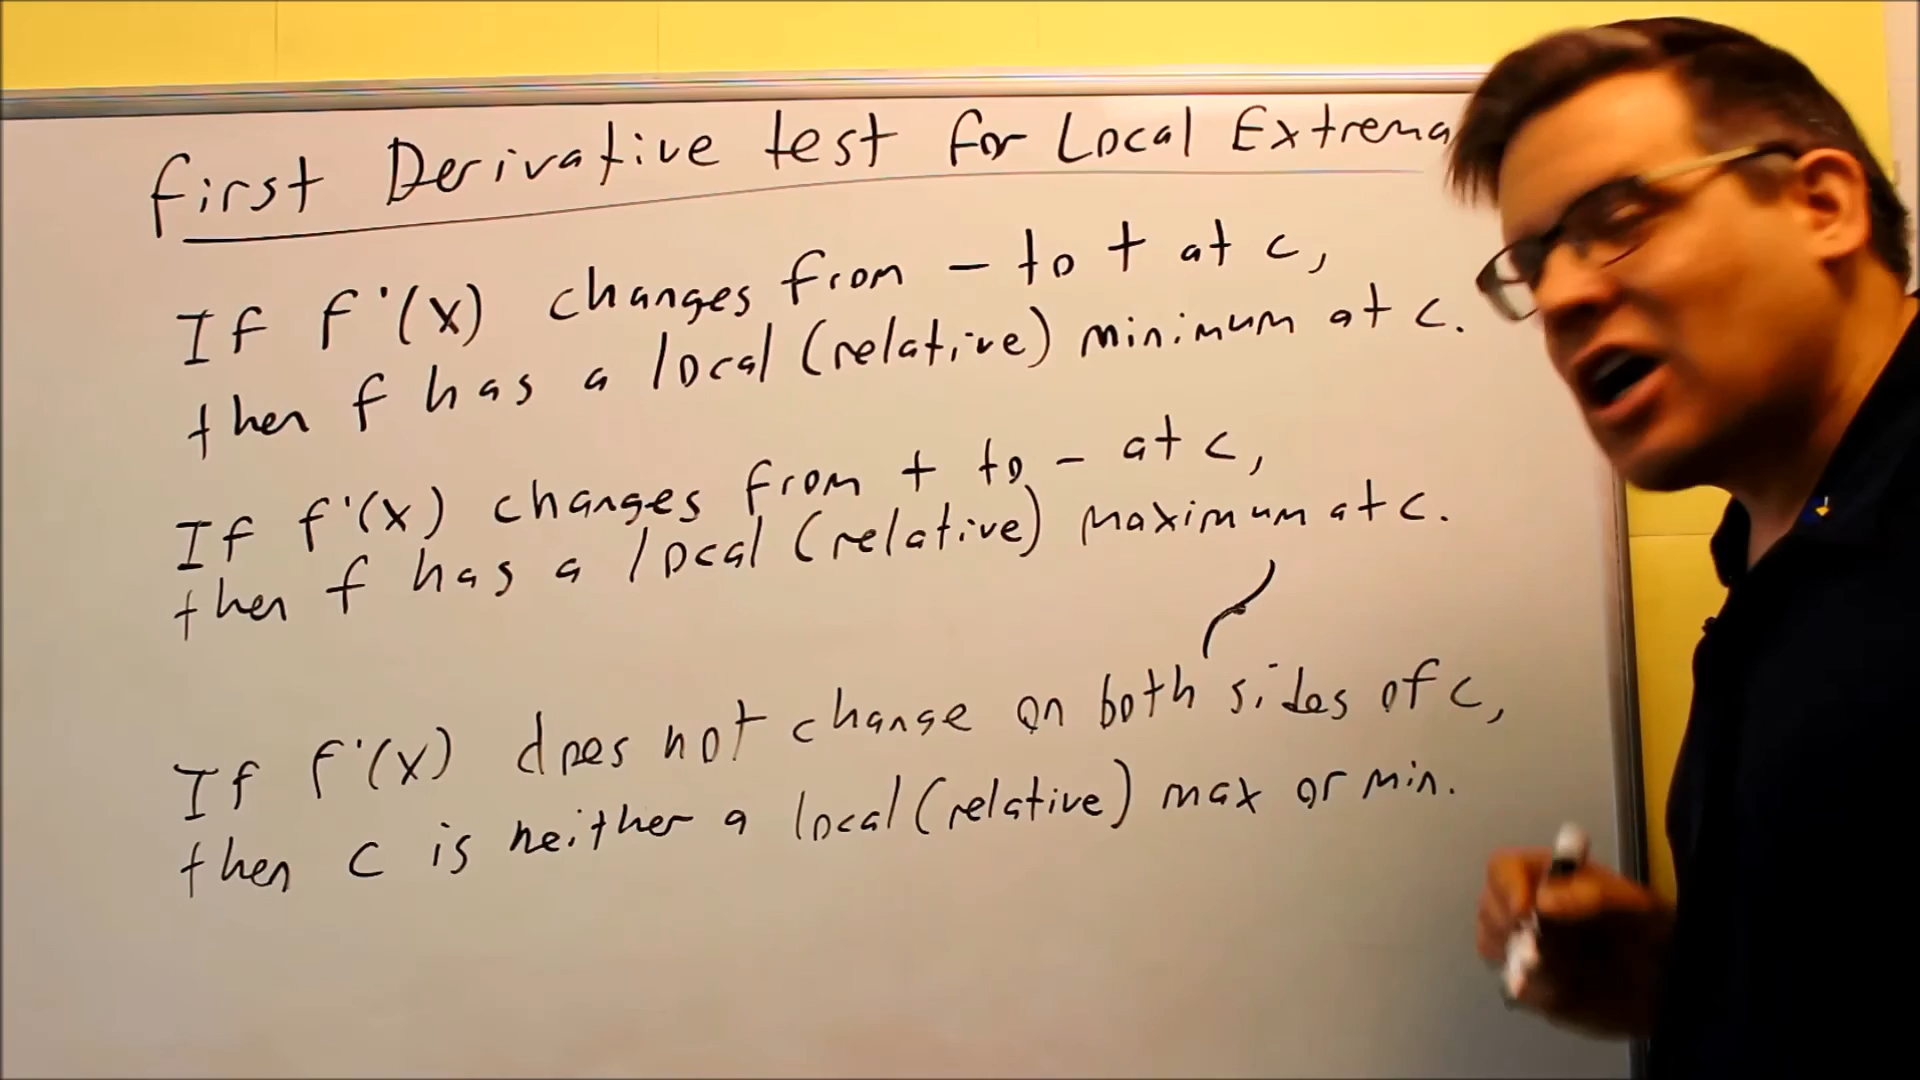 First Derivative test for Local Extrema
If f'(x) changes from - to + at c,
then f has a local (relative) minimum at c.
If f'(x) changes from + to - at c,
then f has a local (relative) maximum at c.
If f'(x) does not change on both sides of c,
then c is neither a local (relative) max or min.